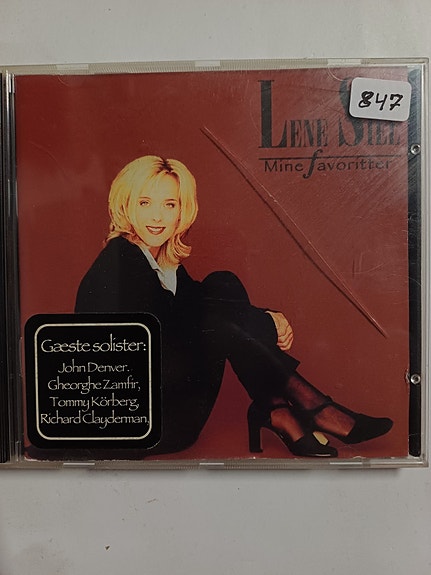 847
LENE SIEL
Mine favoritter
Gæste solister:
John Denver.
Gheorghe Zamfir,
Tommy Körberg,
Richard Clayderman.